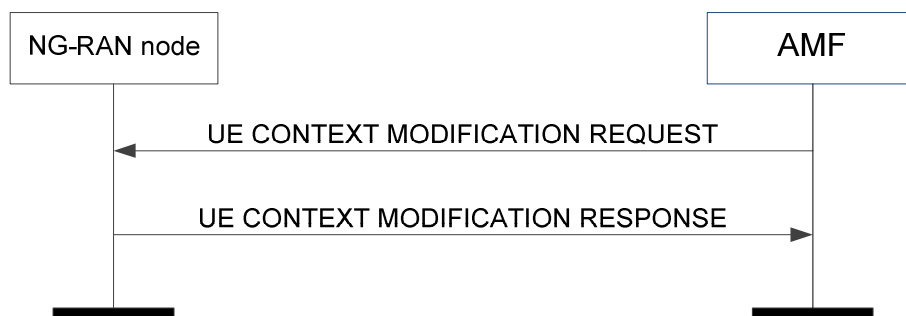 NG-RAN node
AMF
UE CONTEXT MODIFICATION REQUEST
UE CONTEXT MODIFICATION RESPONSE